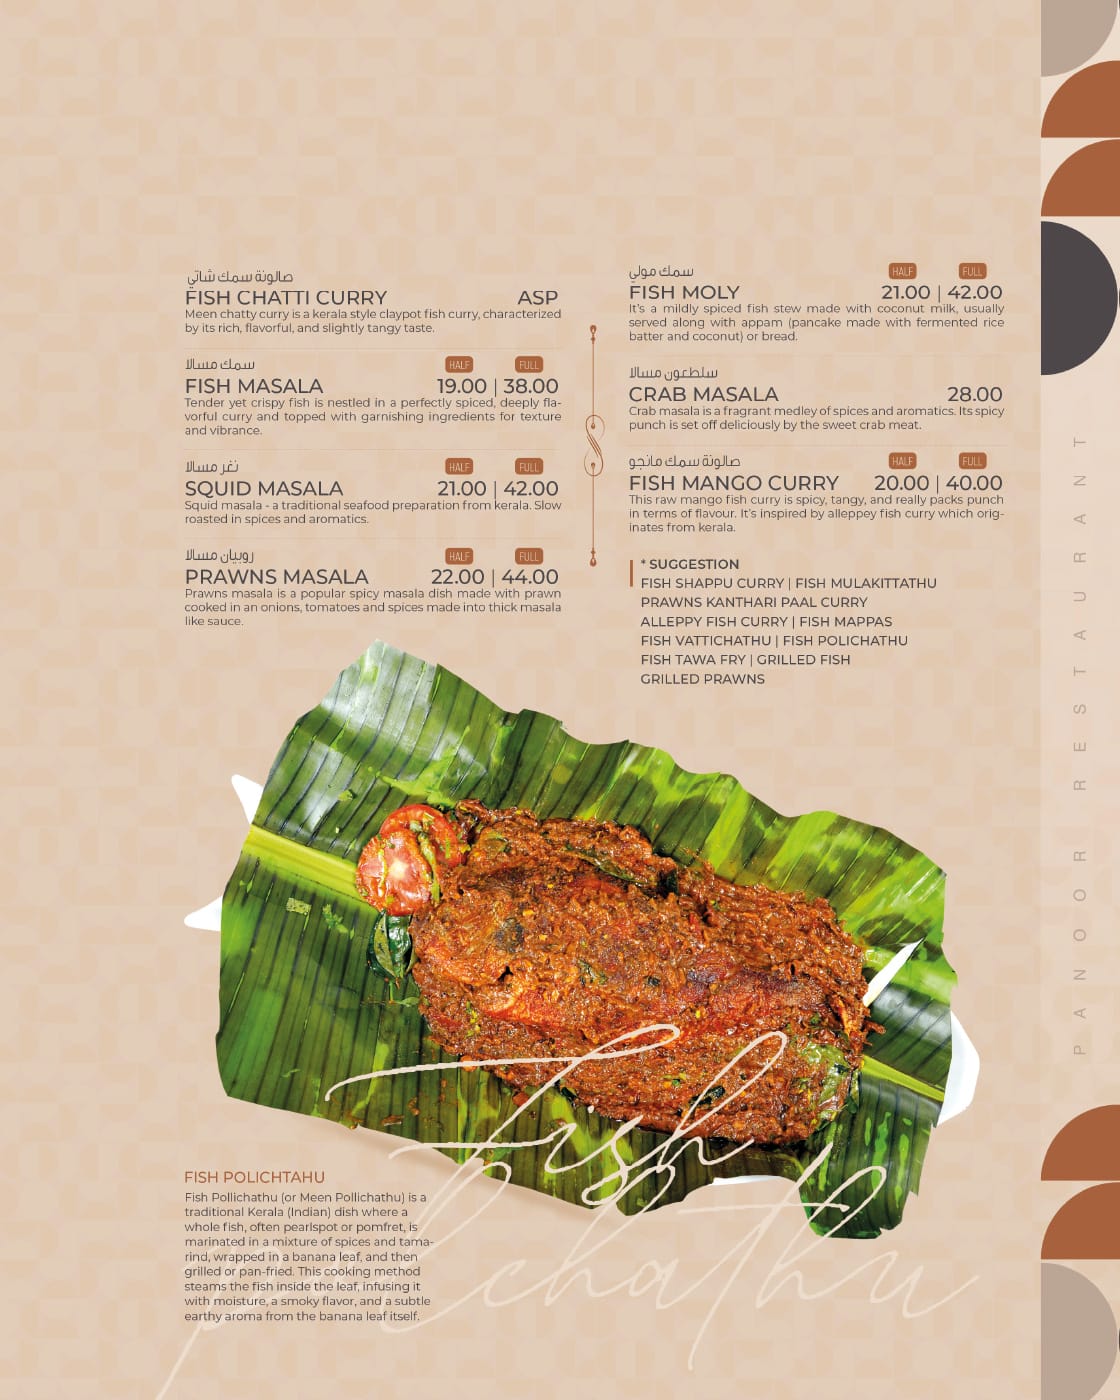 صالونة سمك شاتي
FISH CHATTI CURRY ASP
Meen chatty curry is a kerala style claypot fish curry, characterized
by its rich, flavorful, and slightly tangy taste.
سمك مسالا
HALF FULL
FISH MASALA 19.00 | 38.00
Tender yet crispy fish is nestled in a perfectly spiced, deeply fla-
vorful curry and topped with garnishing ingredients for texture
and vibrance.
نغر مسالا
HALF FULL
SQUID MASALA 21.00 | 42.00
Squid masala - a traditional seafood preparation from kerala. Slow
roasted in spices and aromatics.
روبيان مسالا
HALF FULL
PRAWNS MASALA 22.00 | 44.00
Prawns masala is a popular spicy masala dish made with prawn
cooked in an onions, tomatoes and spices made into thick masala
like sauce.
سمك مولي
HALF FULL
FISH MOLY 21.00 | 42.00
It's a mildly spiced fish stew made with coconut milk, usually
served along with appam (pancake made with fermented rice
batter and coconut) or bread.
سلطعون مسالا
CRAB MASALA 28.00
Crab masala is a fragrant medley of spices and aromatics. Its spicy
punch is set off deliciously by the sweet crab meat.
صالونة سمك مانجو
HALF FULL
FISH MANGO CURRY 20.00 | 40.00
This raw mango fish curry is spicy, tangy, and really packs punch
in terms of flavour. It's inspired by alleppey fish curry which orig-
inates from kerala.
* SUGGESTION
FISH SHAPPU CURRY | FISH MULAKITTATHU
PRAWNS KANTHARI PAAL CURRY
ALLEPPY FISH CURRY | FISH MAPPAS
FISH VATTICHATHU | FISH POLICHATHU
FISH TAWA FRY | GRILLED FISH
GRILLED PRAWNS
PANOOR RESTAURANT
Fish
polchathu
FISH POLICHTAHU
Fish Pollichathu (or Meen Pollichathu) is a
traditional Kerala (Indian) dish where a
whole fish, often pearlspot or pomfret, is
marinated in a mixture of spices and tama-
rind, wrapped in a banana leaf, and then
grilled or pan-fried. This cooking method
steams the fish inside the leaf, infusing it
with moisture, a smoky flavor, and a subtle
earthy aroma from the banana leaf itself.